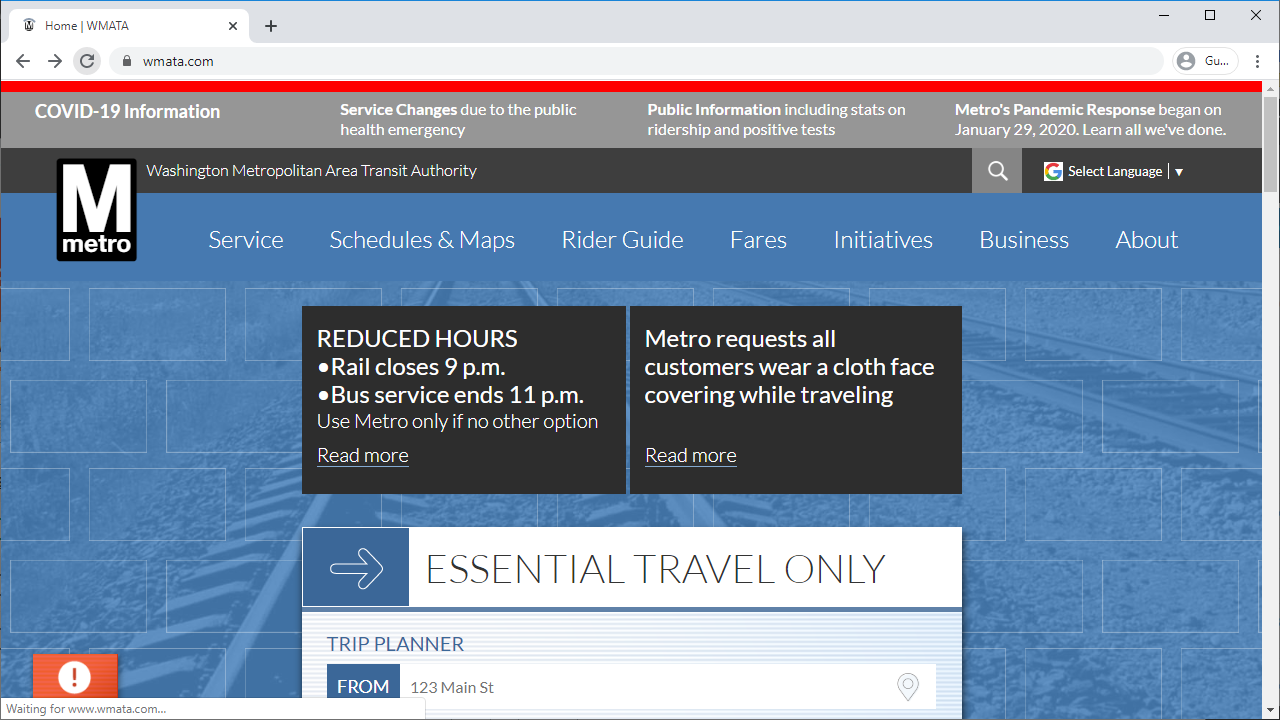 Home | WMATA
wmata.com
Gu...
COVID-19 Information
Service Changes due to the public
health emergency
Public Information including stats on
ridership and positive tests
Metro's Pandemic Response began on
January 29, 2020. Learn all we've done.
M
metro
Washington Metropolitan Area Transit Authority
G Select Language ▼
Service Schedules & Maps Rider Guide Fares Initiatives Business About
REDUCED HOURS
•Rail closes 9 p.m.
•Bus service ends 11 p.m.
Use Metro only if no other option
Read more
Metro requests all
customers wear a cloth face
covering while traveling
Read more
ESSENTIAL TRAVEL ONLY
TRIP PLANNER
FROM 123 Main St
!
Waiting for www.wmata.com...